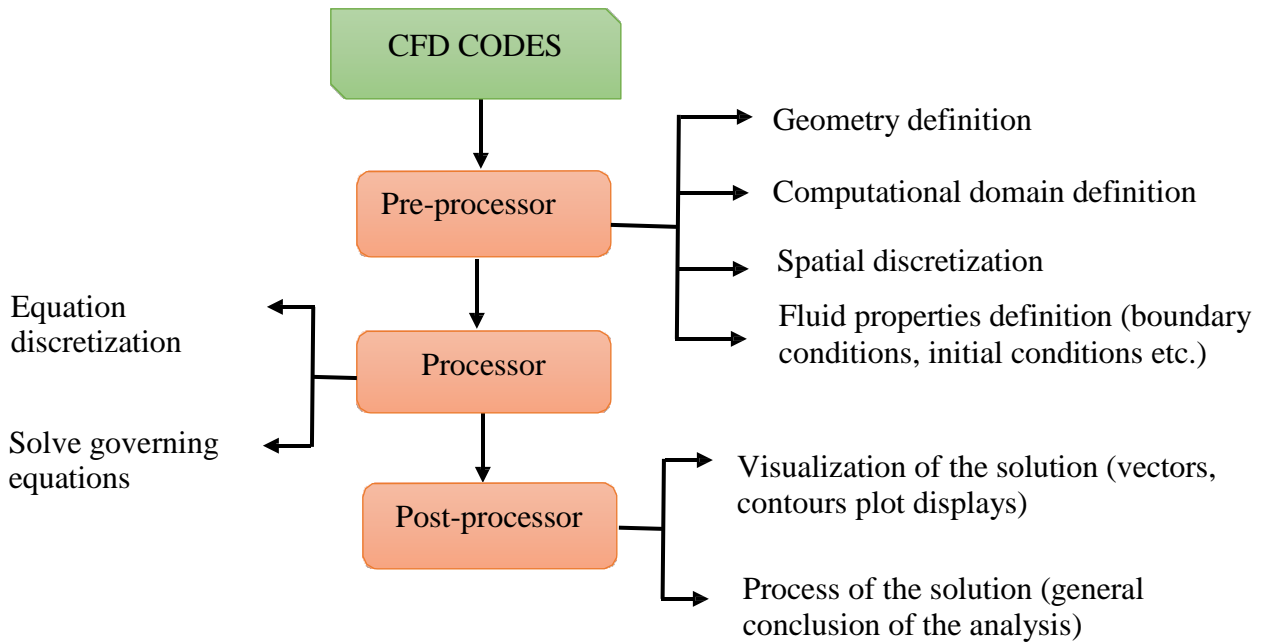 CFD CODES
Pre-processor
Geometry definition
Computational domain definition
Spatial discretization
Fluid properties definition (boundary
conditions, initial conditions etc.)
Processor
Equation
discretization
Solve governing
equations
Post-processor
Visualization of the solution (vectors,
contours plot displays)
Process of the solution (general
conclusion of the analysis)